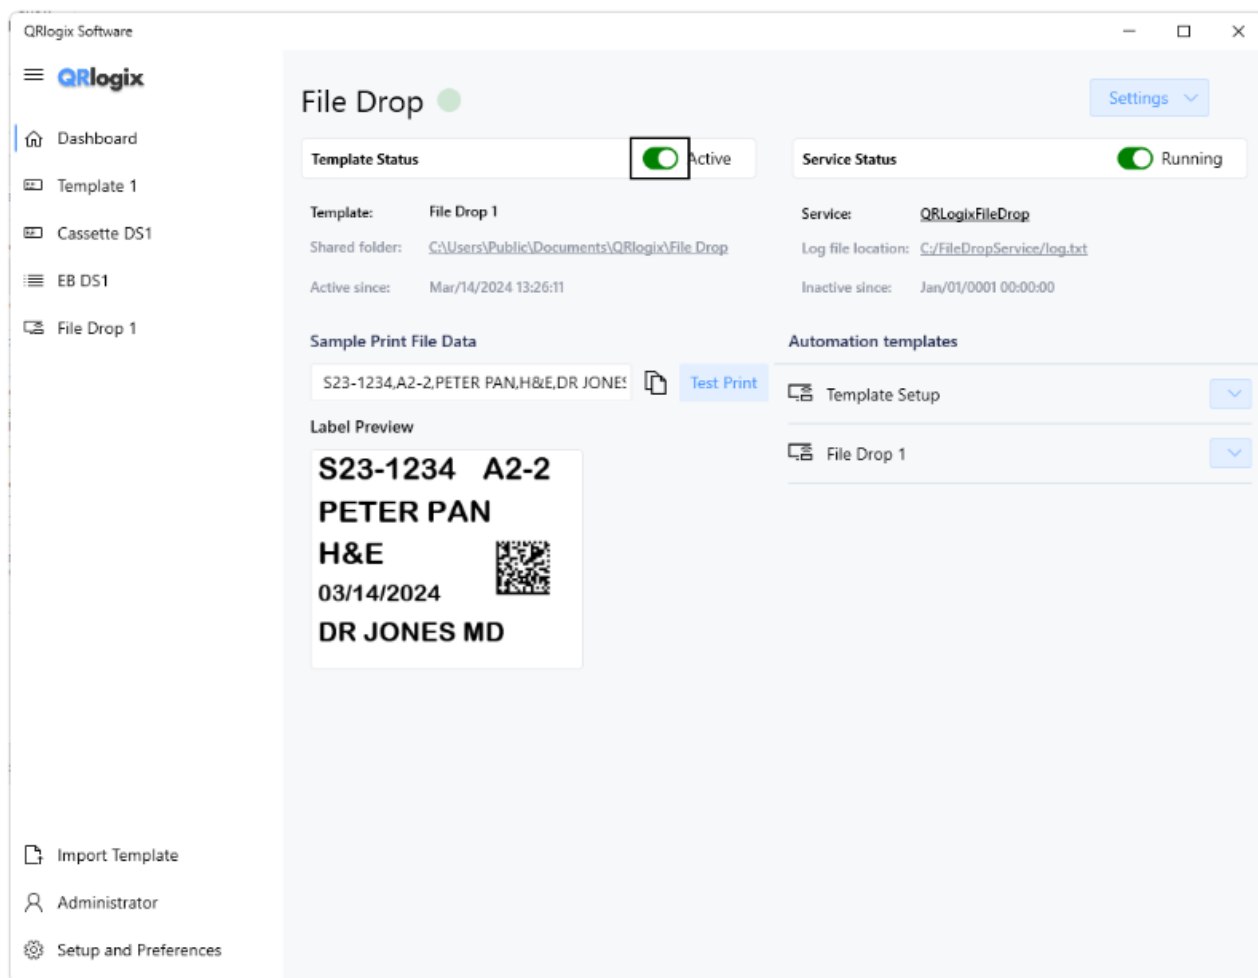 QRlogix Software
QRlogix
Dashboard
Template 1
Cassette DS1
EB DS1
File Drop 1
Import Template
Administrator
Setup and Preferences
File Drop
Settings
Template Status
Active
Template:
File Drop 1
Shared folder:
C:\Users\Public\Documents\QRlogix\File Drop
Active since:
Mar/14/2024 13:26:11
Sample Print File Data
S23-1234,A2-2,PETER PAN,H&E,DR JONES
Test Print
Label Preview
S23-1234 A2-2
PETER PAN
H&E
03/14/2024
DR JONES MD
Service Status
Running
Service:
QRLogixFileDrop
Log file location:
C:/FileDropService/log.txt
Inactive since:
Jan/01/0001 00:00:00
Automation templates
Template Setup
File Drop 1